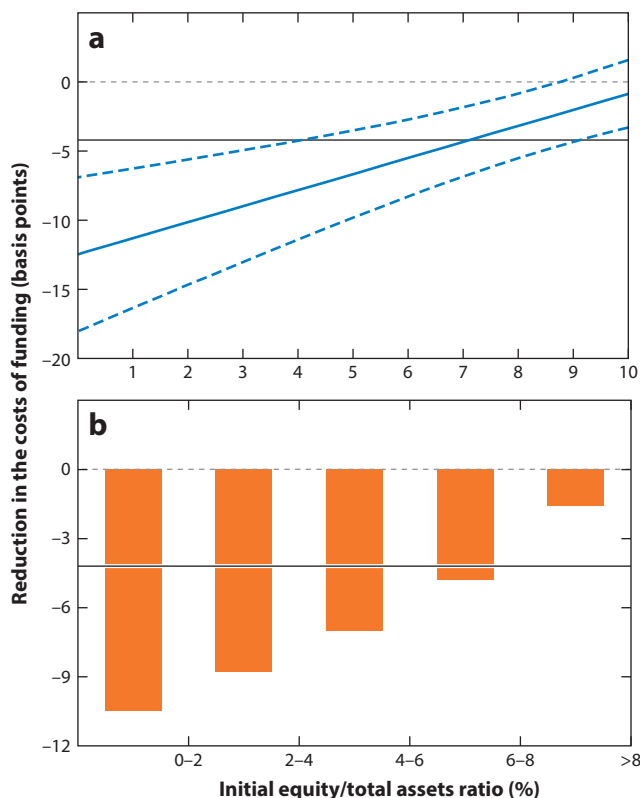 Reduction in the costs of funding (basis points)
a
0
–5
–10
–15
–20
1 2 3 4 5 6 7 8 9 10
b
0
–3
–6
–9
–12
0–2 2–4 4–6 6–8 >8
Initial equity/total assets ratio (%)